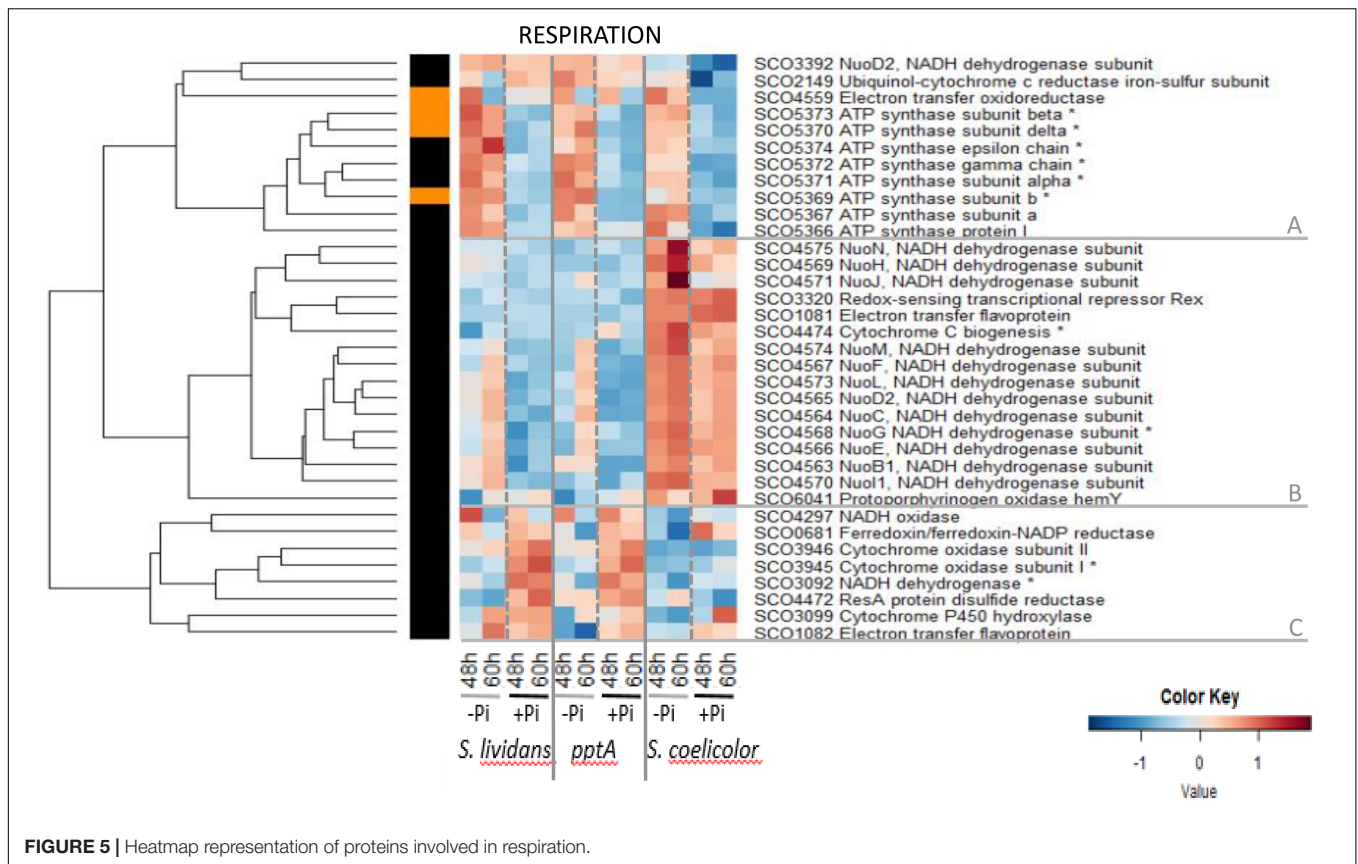 RESPIRATION
SCO3392 NuoD2, NADH dehydrogenase subunit
SCO2149 Ubiquinol-cytochrome c reductase iron-sulfur subunit
SCO4559 Electron transfer oxidoreductase
SCO5373 ATP synthase subunit beta *
SCO5370 ATP synthase subunit delta *
SCO5374 ATP synthase epsilon chain *
SCO5372 ATP synthase gamma chain *
SCO5371 ATP synthase subunit alpha *
SCO5369 ATP synthase subunit b *
SCO5367 ATP synthase subunit a
SCO5366 ATP synthase protein I
A
SCO4575 NuoN, NADH dehydrogenase subunit
SCO4569 NuoH, NADH dehydrogenase subunit
SCO4571 NuoJ, NADH dehydrogenase subunit
SCO3320 Redox-sensing transcriptional repressor Rex
SCO1081 Electron transfer flavoprotein
SCO4474 Cytochrome C biogenesis *
SCO4574 NuoM, NADH dehydrogenase subunit
SCO4567 NuoF, NADH dehydrogenase subunit
SCO4573 NuoL, NADH dehydrogenase subunit
SCO4565 NuoD2, NADH dehydrogenase subunit
SCO4564 NuoC, NADH dehydrogenase subunit
SCO4568 NuoG NADH dehydrogenase subunit *
SCO4566 NuoE, NADH dehydrogenase subunit
SCO4563 NuoB1, NADH dehydrogenase subunit
SCO4570 NuoI1, NADH dehydrogenase subunit
SCO6041 Protoporphyrinogen oxidase hemY
B
SCO4297 NADH oxidase
SCO0681 Ferredoxin/ferredoxin-NADP reductase
SCO3946 Cytochrome oxidase subunit II
SCO3945 Cytochrome oxidase subunit I *
SCO3092 NADH dehydrogenase *
SCO4472 ResA protein disulfide reductase
SCO3099 Cytochrome P450 hydroxylase
SCO1082 Electron transfer flavoprotein
C
48h 60h 48h 60h 48h 60h 48h 60h 48h 60h 48h 60h
-Pi +Pi -Pi +Pi -Pi +Pi
S. lividans pptA S. coelicolor
Color Key
-1 0 1
Value
FIGURE 5 | Heatmap representation of proteins involved in respiration.